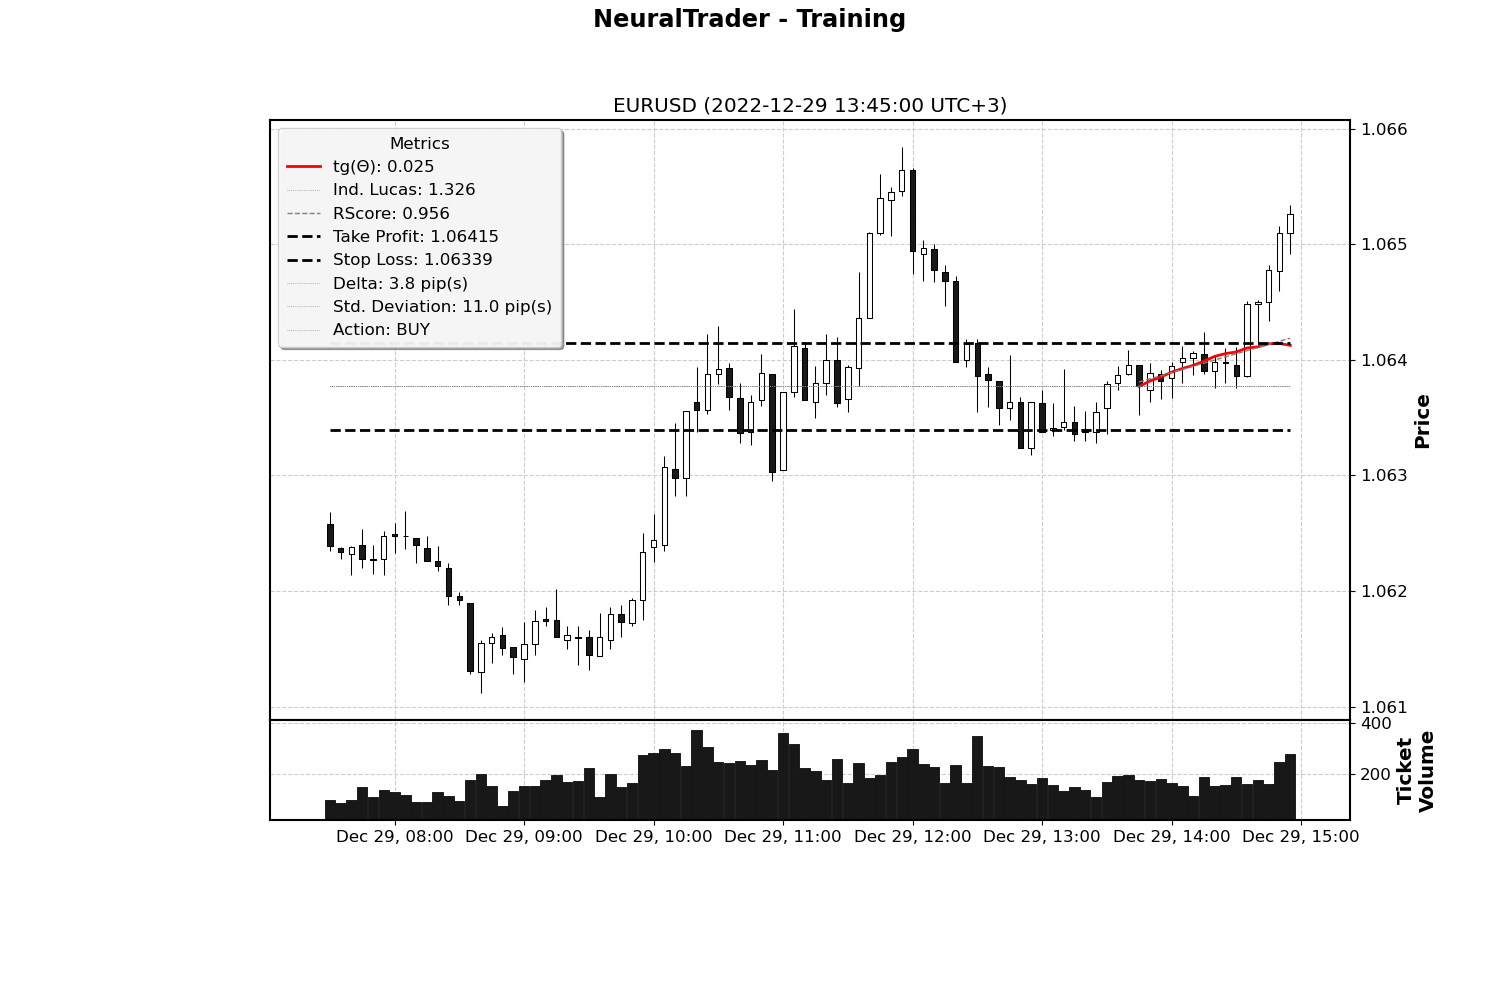 NeuralTrader - Training
EURUSD (2022-12-29 13:45:00 UTC+3)
Metrics
tg(Θ): 0.025
Ind. Lucas: 1.326
RScore: 0.956
Take Profit: 1.06415
Stop Loss: 1.06339
Delta: 3.8 pip(s)
Std. Deviation: 11.0 pip(s)
Action: BUY
1.066
1.065
1.064
1.063
1.062
1.061
Price
400
200
Ticket
Volume
Dec 29, 08:00
Dec 29, 09:00
Dec 29, 10:00
Dec 29, 11:00
Dec 29, 12:00
Dec 29, 13:00
Dec 29, 14:00
Dec 29, 15:00